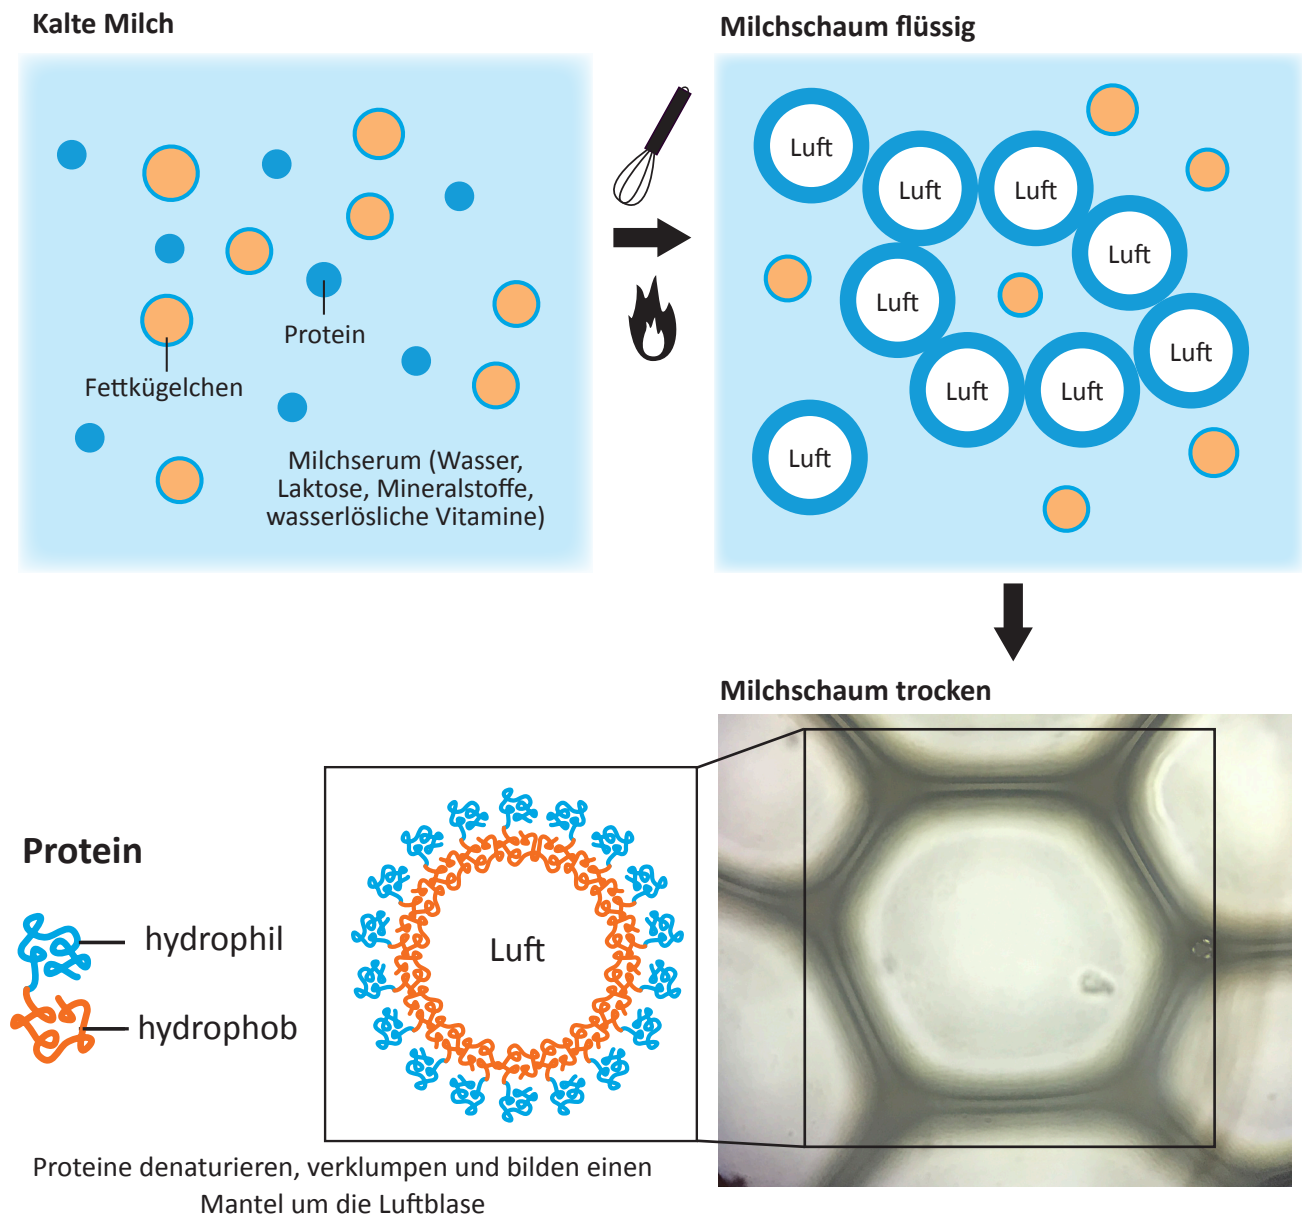 Kalte Milch
Protein
Fettkügelchen
Milchserum (Wasser,
Laktose, Mineralstoffe,
wasserlösliche Vitamine)
Milchschaum flüssig
Luft
Luft
Luft
Luft
Luft
Luft
Luft
Luft
Luft
Milchschaum trocken
Protein
hydrophil
hydrophob
Luft
Proteine denaturieren, verklumpen und bilden einen
Mantel um die Luftblase